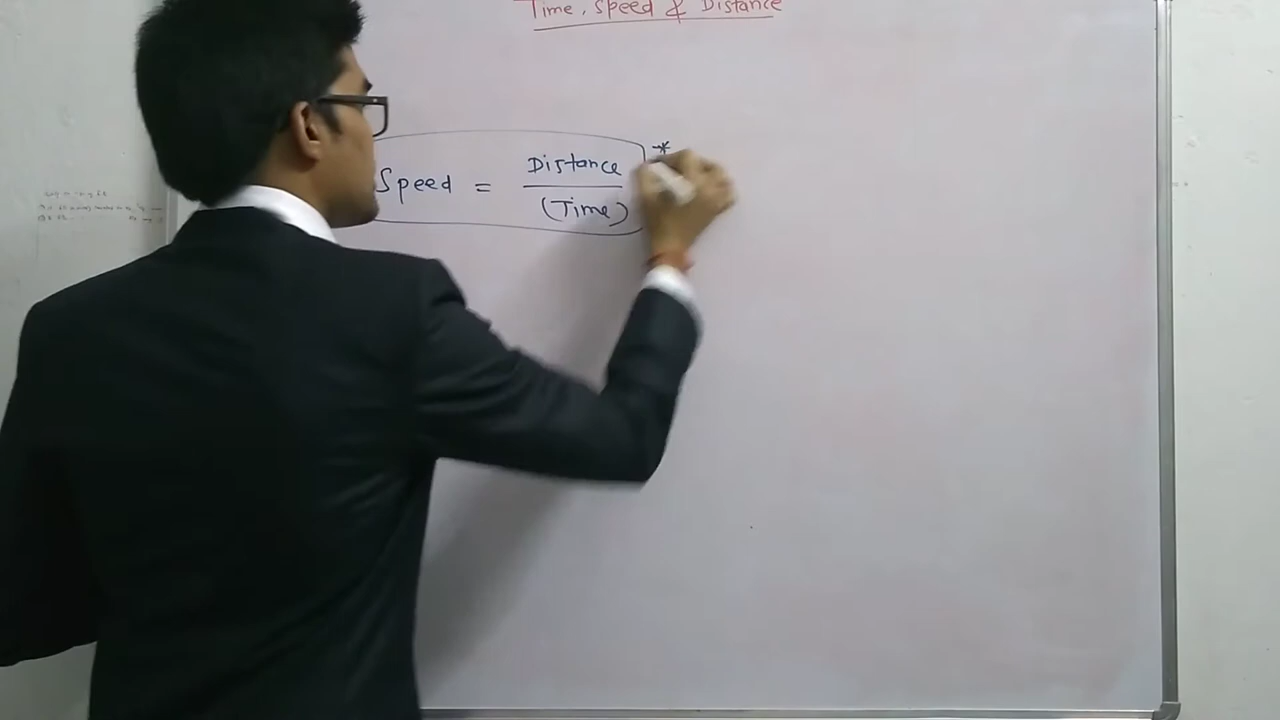 Time, Speed & Distance
Speed = Distance *
(Time)